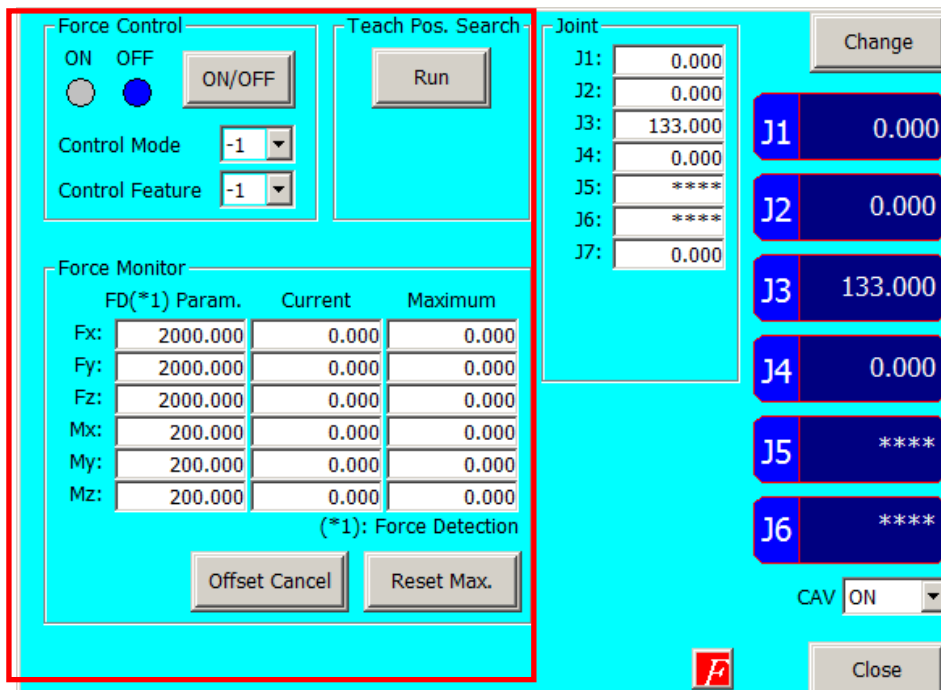 Force Control
ON OFF
ON/OFF
Control Mode -1
Control Feature -1
Teach Pos. Search
Run
Force Monitor
FD(*1) Param. Current Maximum
Fx: 2000.000 0.000 0.000
Fy: 2000.000 0.000 0.000
Fz: 2000.000 0.000 0.000
Mx: 200.000 0.000 0.000
My: 200.000 0.000 0.000
Mz: 200.000 0.000 0.000
(*1): Force Detection
Offset Cancel Reset Max.
Joint
J1: 0.000
J2: 0.000
J3: 133.000
J4: 0.000
J5: ****
J6: ****
J7: 0.000
Change
J1 0.000
J2 0.000
J3 133.000
J4 0.000
J5 ****
J6 ****
CAV ON
F
Close